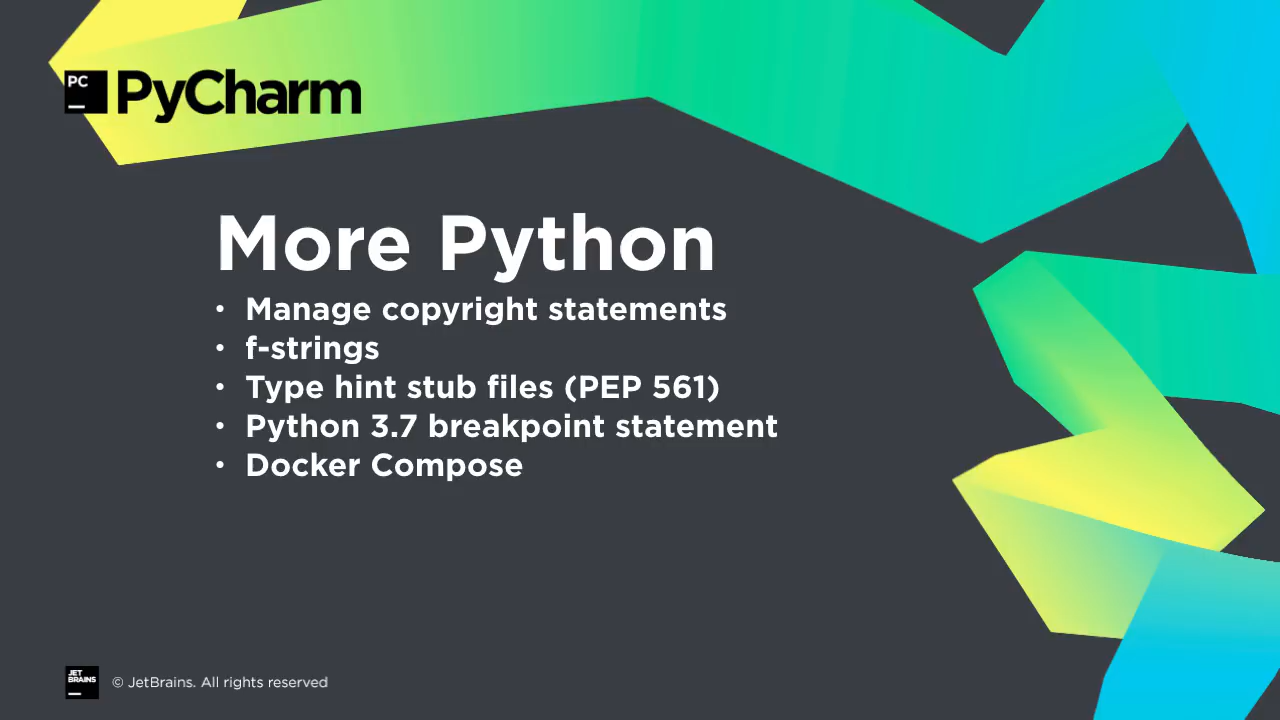 PC
PyCharm
More Python
• Manage copyright statements
• f-strings
• Type hint stub files (PEP 561)
• Python 3.7 breakpoint statement
• Docker Compose
JET
BRAINS
© JetBrains. All rights reserved